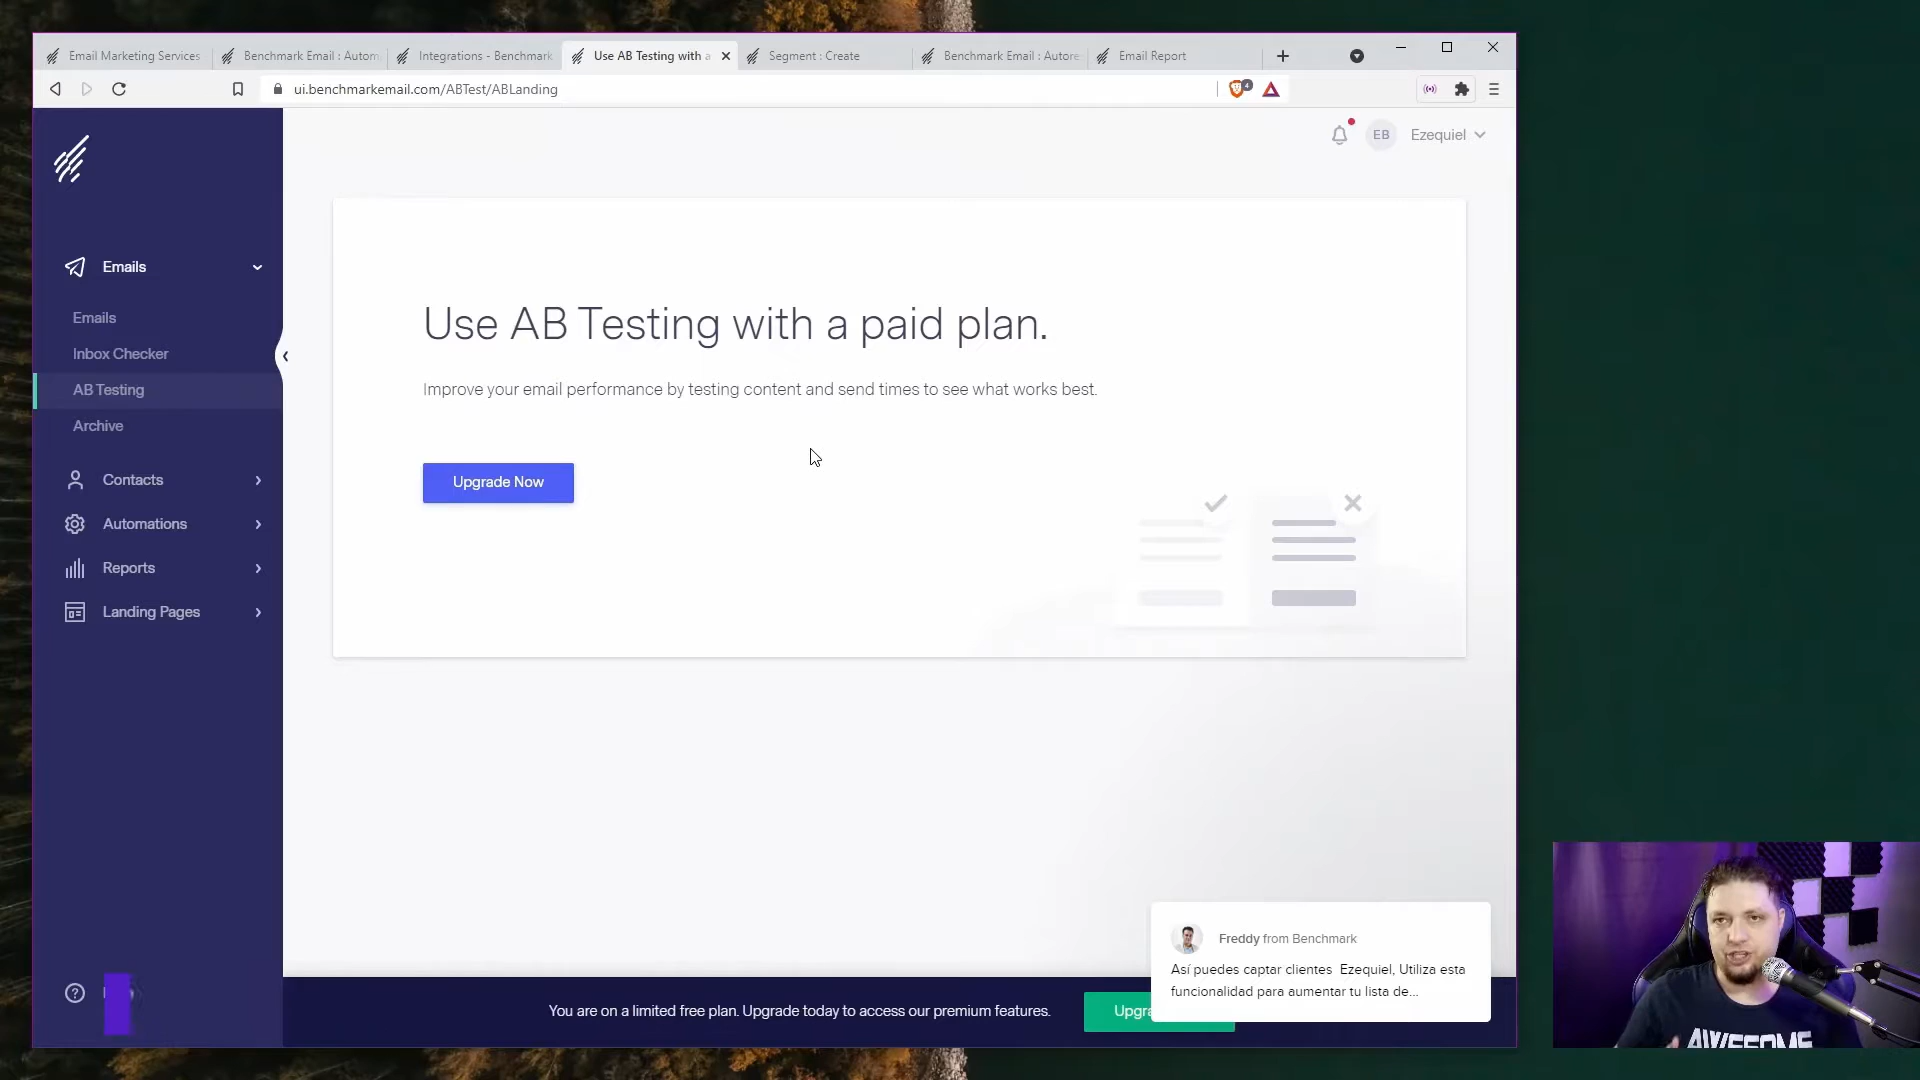 Email Marketing Services
Benchmark Email : Autom
Integrations - Benchmark
Use AB Testing with a
Segment : Create
Benchmark Email : Autore
Email Report
ui.benchmarkemail.com/ABTest/ABLanding
4
EB
Ezequiel
Emails
Emails
Inbox Checker
AB Testing
Archive
Contacts
Automations
Reports
Landing Pages
Use AB Testing with a paid plan.
Improve your email performance by testing content and send times to see what works best.
Upgrade Now
Freddy from Benchmark
Así puedes captar clientes Ezequiel, Utiliza esta
funcionalidad para aumentar tu lista de...
You are on a limited free plan. Upgrade today to access our premium features.
Upgra
AWESOME